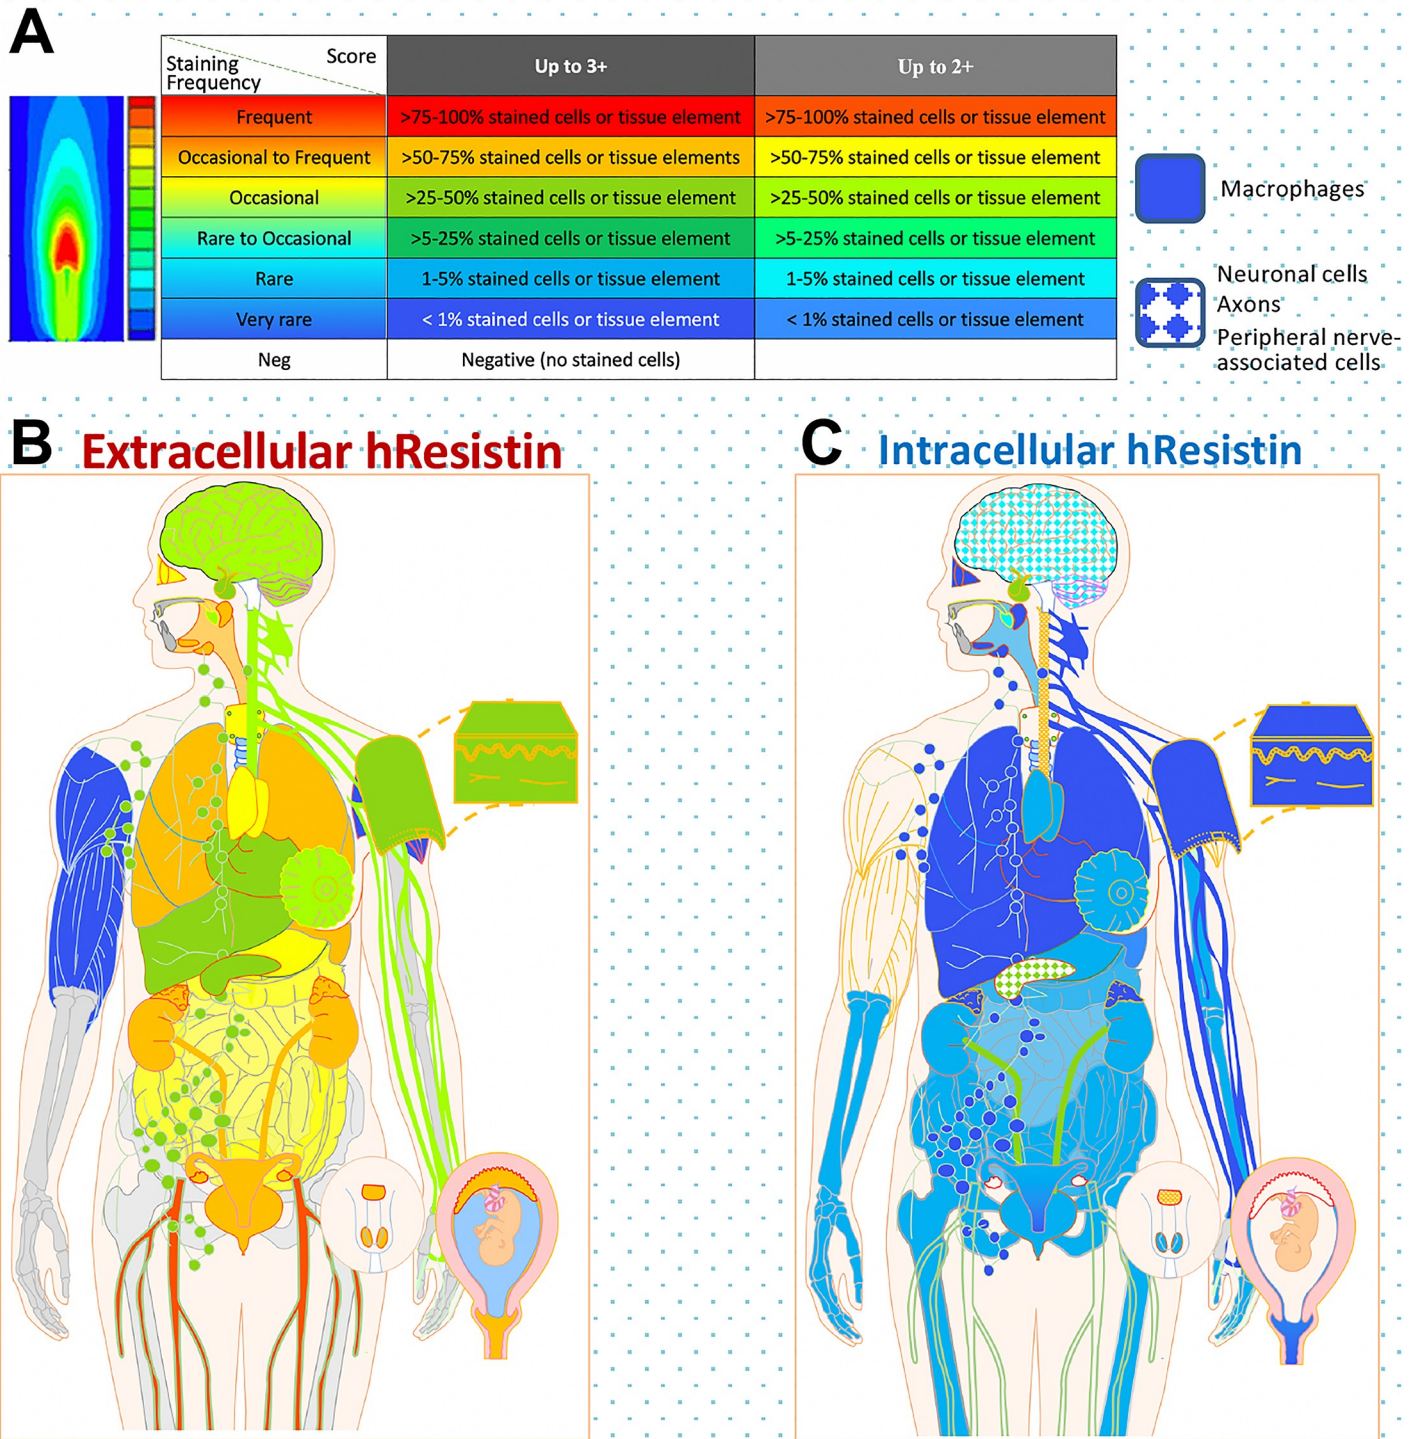 A
Staining
Frequency
Score
Up to 3+
Up to 2+
Frequent
>75-100% stained cells or tissue element
>75-100% stained cells or tissue element
Occasional to Frequent
>50-75% stained cells or tissue elements
>50-75% stained cells or tissue element
Occasional
>25-50% stained cells or tissue element
>25-50% stained cells or tissue element
Rare to Occasional
>5-25% stained cells or tissue element
>5-25% stained cells or tissue element
Rare
1-5% stained cells or tissue element
1-5% stained cells or tissue element
Very rare
< 1% stained cells or tissue element
< 1% stained cells or tissue element
Neg
Negative (no stained cells)
Macrophages
Neuronal cells
Axons
Peripheral nerve-
associated cells
B
Extracellular hResistin
C
Intracellular hResistin